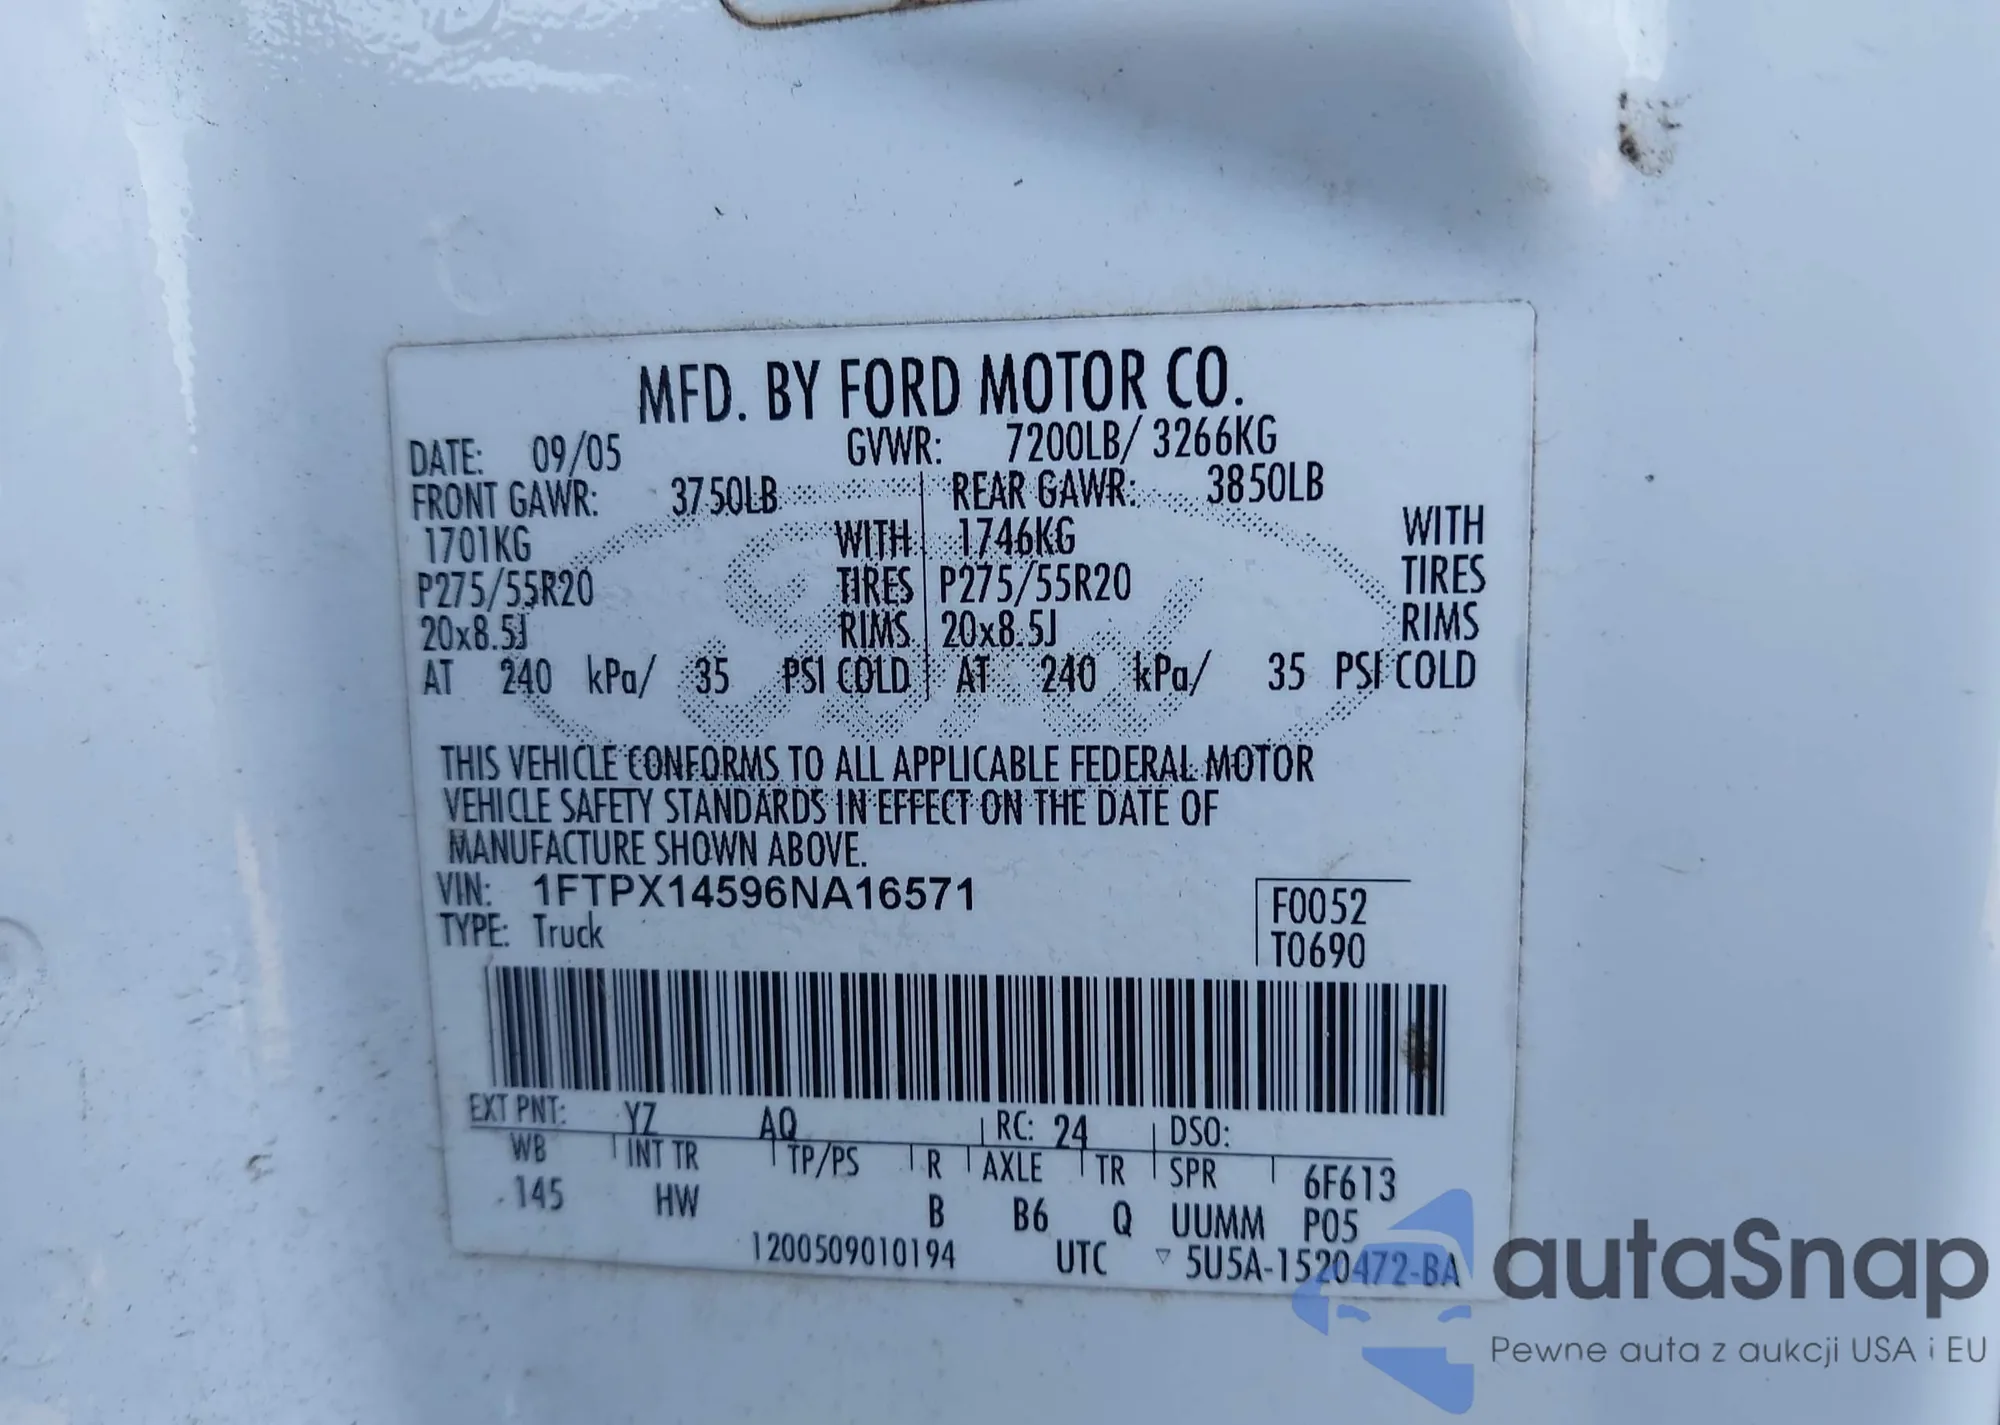 MFD. BY FORD MOTOR CO.
DATE: 09/05 GVWR: 7200LB/ 3266KG
FRONT GAWR: 3750LB REAR GAWR: 3850LB
1701KG WITH 1746KG WITH
P275/55R20 TIRES P275/55R20 TIRES
20x8.5J RIMS 20x8.5J RIMS
AT 240 kPa/ 35 PSI COLD AT 240 kPa/ 35 PSI COLD
THIS VEHICLE CONFORMS TO ALL APPLICABLE FEDERAL MOTOR
VEHICLE SAFETY STANDARDS IN EFFECT ON THE DATE OF
MANUFACTURE SHOWN ABOVE.
VIN: 1FTPX14596NA16571 F0052
TYPE: Truck T0690
EXT PNT: YZ AQ RC: 24 DSO:
WB INT TR TP/PS R AXLE TR SPR 6F613
145 HW B B6 Q UUMM P05
1200509010194 UTC ▽ 5U5A-1520472-BA
autaSnap
Pewne auta z aukcji USA i EU